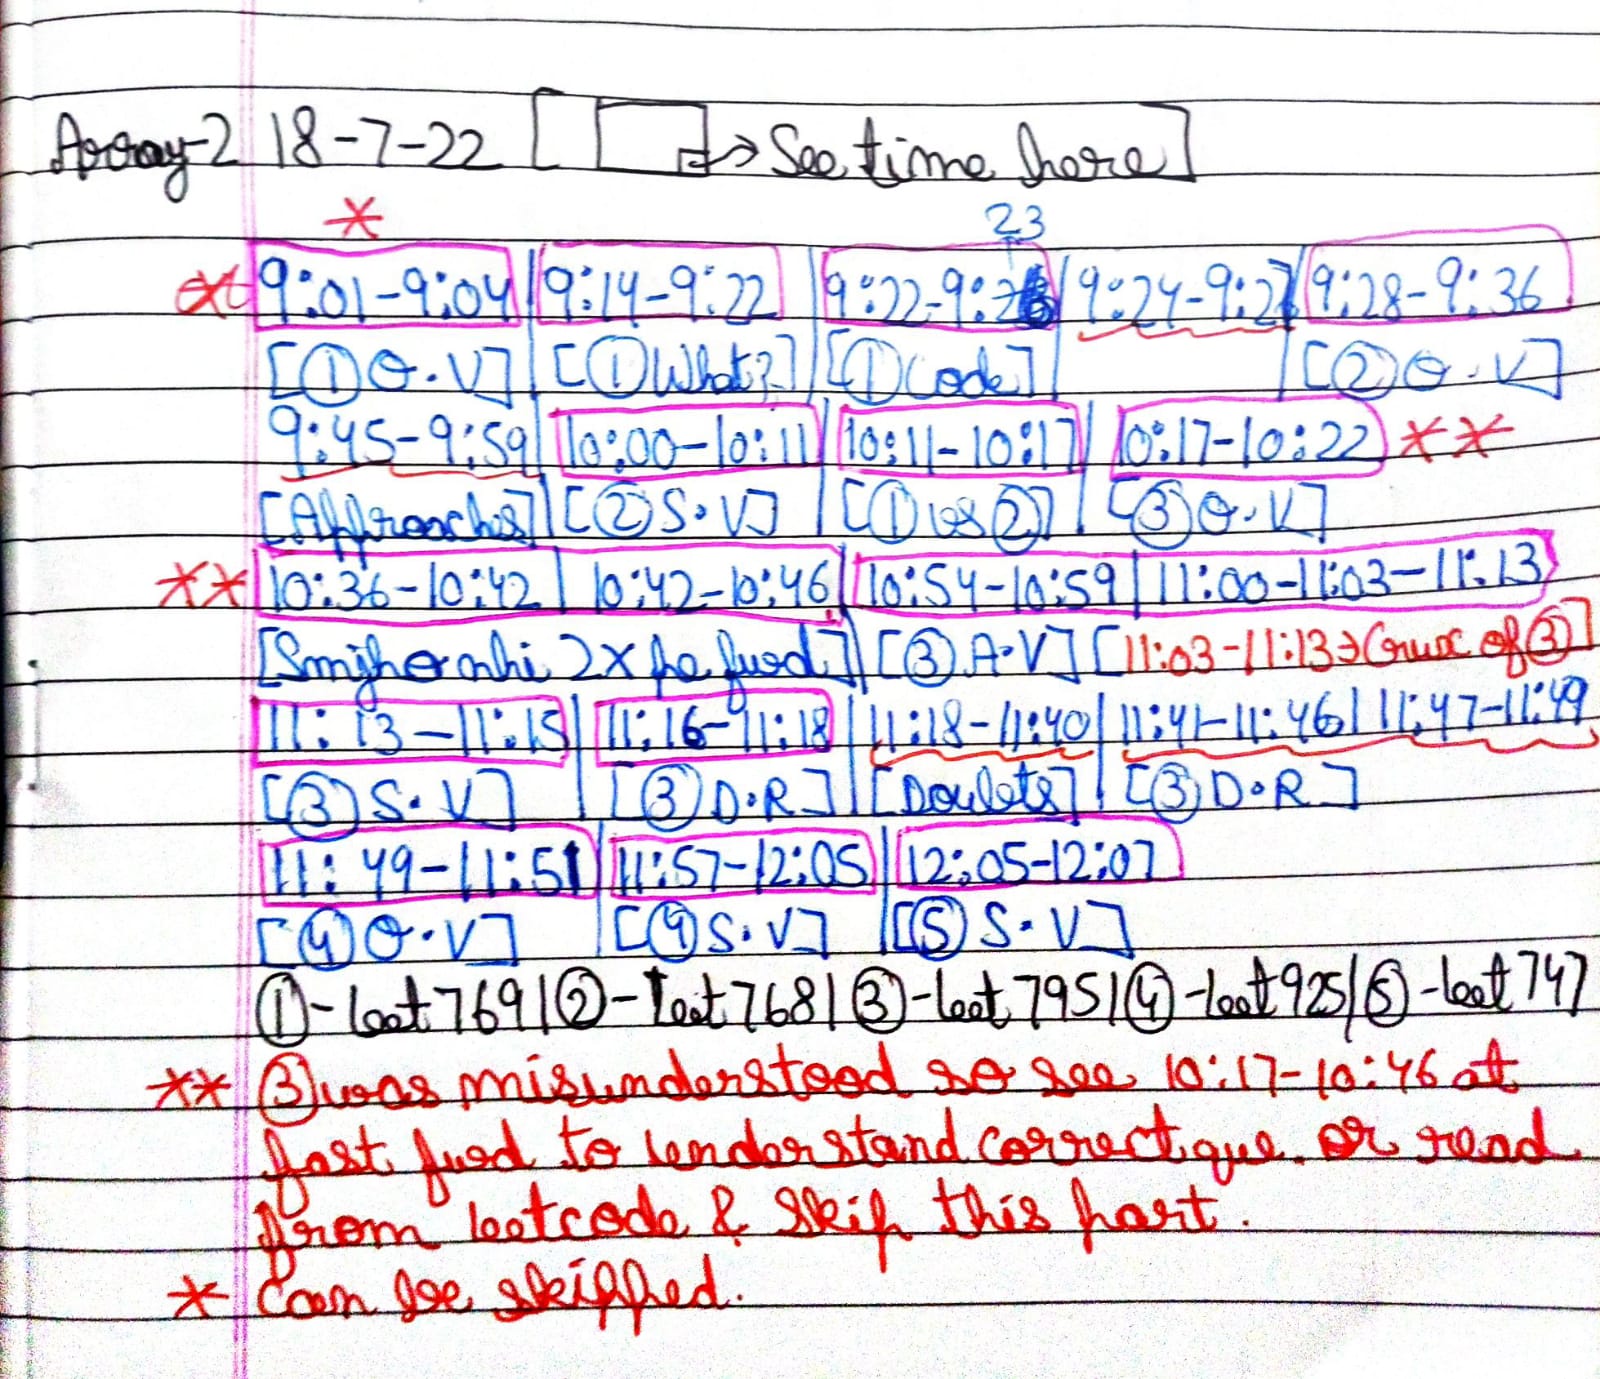 Array-2 18-7-22 [ → See time here]
*
23
9:01-9:04 | 9:14-9:22 | 9:22-9:2 | 9:24-9:27 | 9:28-9:36
[① Q.V] | [① What?] | [① Code] | [② Q.V]
9:45-9:59 | 10:00-10:11 | 10:11-10:17 | 10:17-10:22 **
[Approaches] | [② S.V] | [① vs ②] | [③ Q.V]
** 10:36-10:42 | 10:42-10:46 | 10:54-10:59 | 11:00-11:03-11:13
nhi 2x pe fwd.] | [③ A.V] [11:03-11:13→ Crux of ③]
11:13-11:15 | 11:16-11:18 | 11:18-11:40 | 11:41-11:46 | 11:47-11:49
[③ S.V] | [③ D.R] | [Doubts] | [③ D.R]
11:49-11:51 | 11:57-12:05 | 12:05-12:07
[④ Q.V] | [④ S.V] | [⑤ S.V]
①-leet 769 | ②-leet 768 | ③-leet 795 | ④-leet 925 | ⑤-leet 747
** ③ was misunderstood so see 10:17-10:46 at
fast fwd to understand correct que. or read
from leetcode & skip this part.
* Can be skipped.